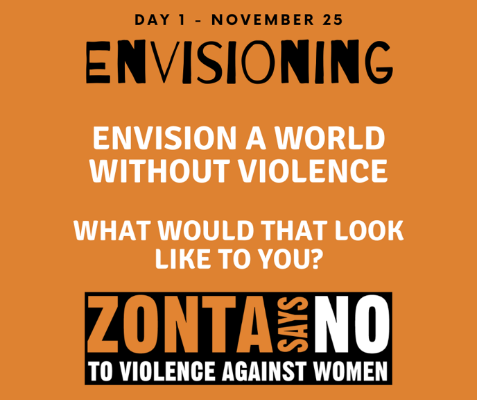 DAY 1 - NOVEMBER 25
ENVISIONING
ENVISION A WORLD
WITHOUT VIOLENCE
WHAT WOULD THAT LOOK
LIKE TO YOU?
ZONTA SAYS NO
TO VIOLENCE AGAINST WOMEN